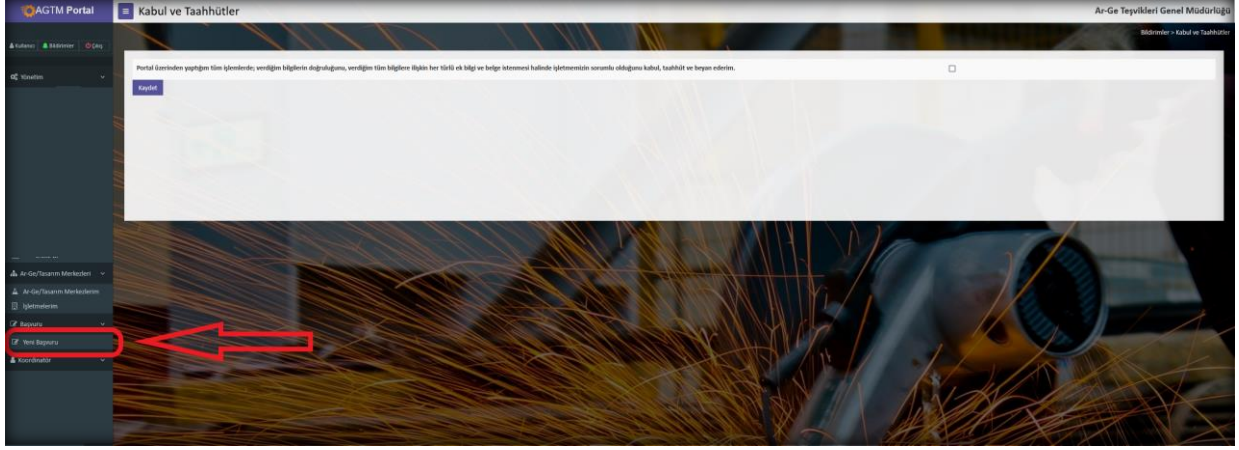 AGTM Portal
Kabul ve Taahhütler
Ar-Ge Teşvikleri Genel Müdürlüğü
Kullanıcı Bildirimler Çıkış
Bildirimler > Kabul ve Taahhütler
Portal üzerinden yaptığım tüm işlemlerde; verdiğim bilgilerin doğruluğunu, verdiğim tüm bilgilere ilişkin her türlü ek bilgi ve belge istenmesi halinde işletmemizin sorumlu olduğunu kabul, taahhüt ve beyan ederim.
Yönetim
Kaydet
Ar-Ge/Tasarım Merkezleri
Ar-Ge/Tasarım Merkezlerim
İşletmelerim
Başvuru
Yeni Başvuru
Koordinatör